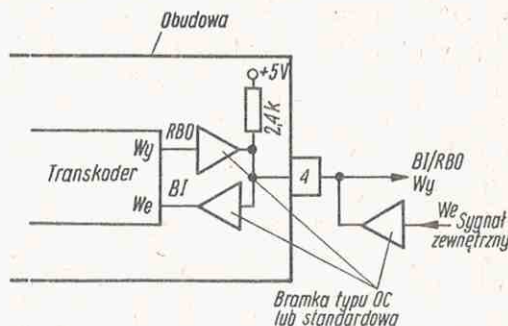 Obudowa
+5V
2,4k
RBO
Wy
Transkoder
BI
We
4
BI/RBO
Wy
We
Sygnał
zewnętrzny
Bramka typu OC
lub standardowa